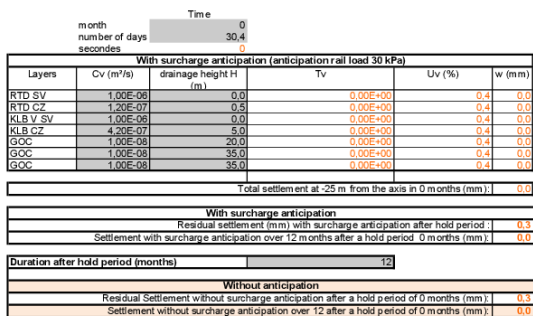 Time
month 0
number of days 30,4
secondes 0
With surcharge anticipation (anticipation rail load 30 kPa)
Layers Cv (m²/s) drainage height H (m) Tv Uv (%) w (mm)
RTD SV 1,00E-06 0,0 0,00E+00 0,4 0,0
RTD CZ 1,20E-07 0,5 0,00E+00 0,4 0,0
KLB V SV 1,00E-06 0,0 0,00E+00 0,4 0,0
KLB CZ 4,20E-07 5,0 0,00E+00 0,4 0,0
GOC 1,00E-08 20,0 0,00E+00 0,4 0,0
GOC 1,00E-08 35,0 0,00E+00 0,4 0,0
GOC 1,00E-08 35,0 0,00E+00 0,4 0,0
Total settlement at -25 m from the axis in 0 months (mm): 0,0
With surcharge anticipation
Residual settlement (mm) with surcharge anticipation after hold period : 0,3
Settlement with surcharge anticipation over 12 months after a hold period 0 months (mm): 0,0
Duration after hold period (months) 12
Without anticipation
Residual Settlement without surcharge anticipation after a hold period of 0 months (mm): 0,3
Settlement without surcharge anticipation over 12 after a hold period of 0 months (mm): 0,0